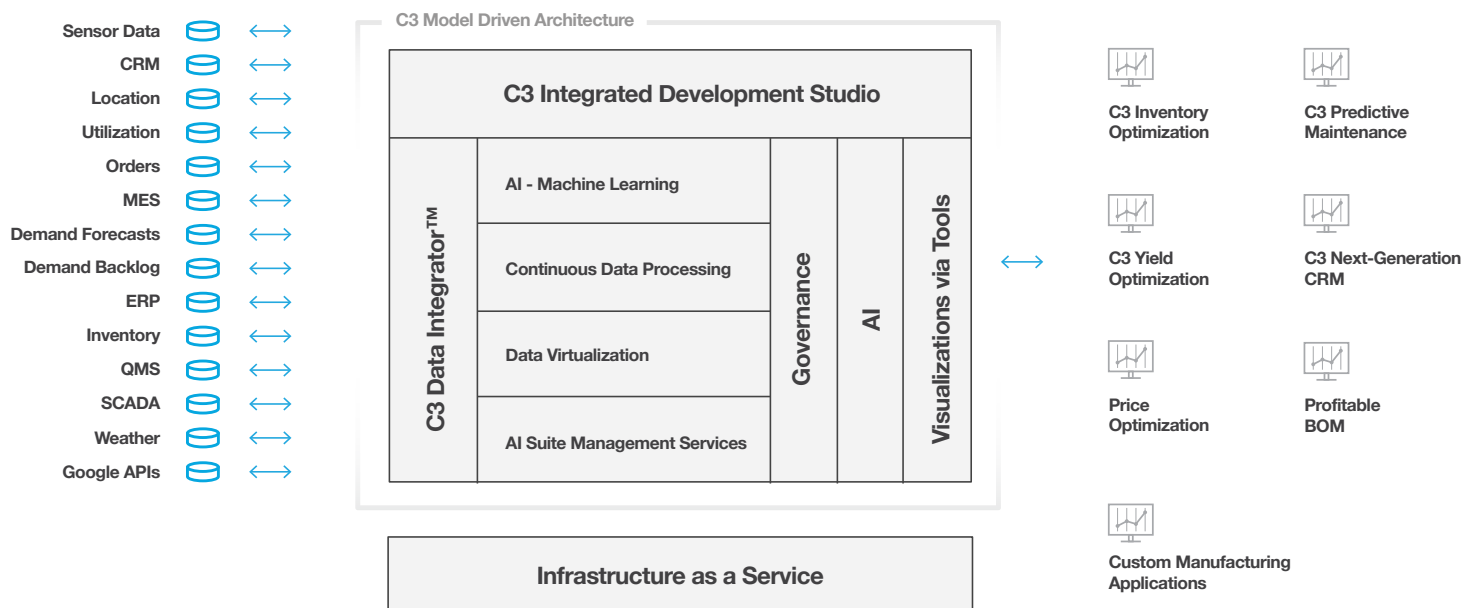 Sensor Data
CRM
Location
Utilization
Orders
MES
Demand Forecasts
Demand Backlog
ERP
Inventory
QMS
SCADA
Weather
Google APIs
C3 Model Driven Architecture
C3 Integrated Development Studio
C3 Data Integrator™
AI - Machine Learning
Continuous Data Processing
Data Virtualization
AI Suite Management Services
Governance
AI
Visualizations via Tools
Infrastructure as a Service
C3 Inventory
Optimization
C3 Predictive
Maintenance
C3 Yield
Optimization
C3 Next-Generation
CRM
Price
Optimization
Profitable
BOM
Custom Manufacturing
Applications